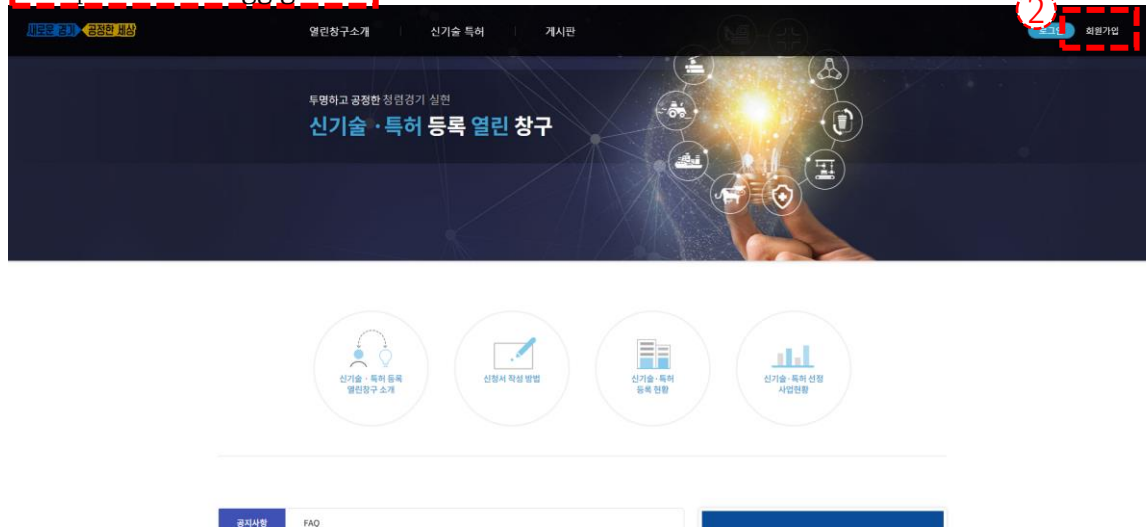 ②
새로운 경기 공정한 세상
열린창구소개 신기술 특허 게시판 로그인 회원가입
투명하고 공정한 청렴경기 실현
신기술·특허 등록 열린 창구
신기술·특허 등록
열린창구 소개
신청서 작성 방법
신기술·특허
등록 현황
신기술·특허 선정
사업현황
공지사항 FAQ